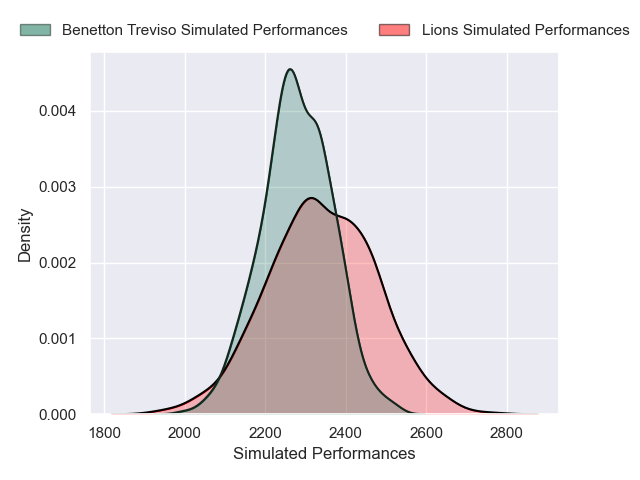 Benetton Treviso Simulated Performances
Lions Simulated Performances
0.004
0.003
0.002
0.001
0.000
Density
1800
2000
2200
2400
2600
2800
Simulated Performances